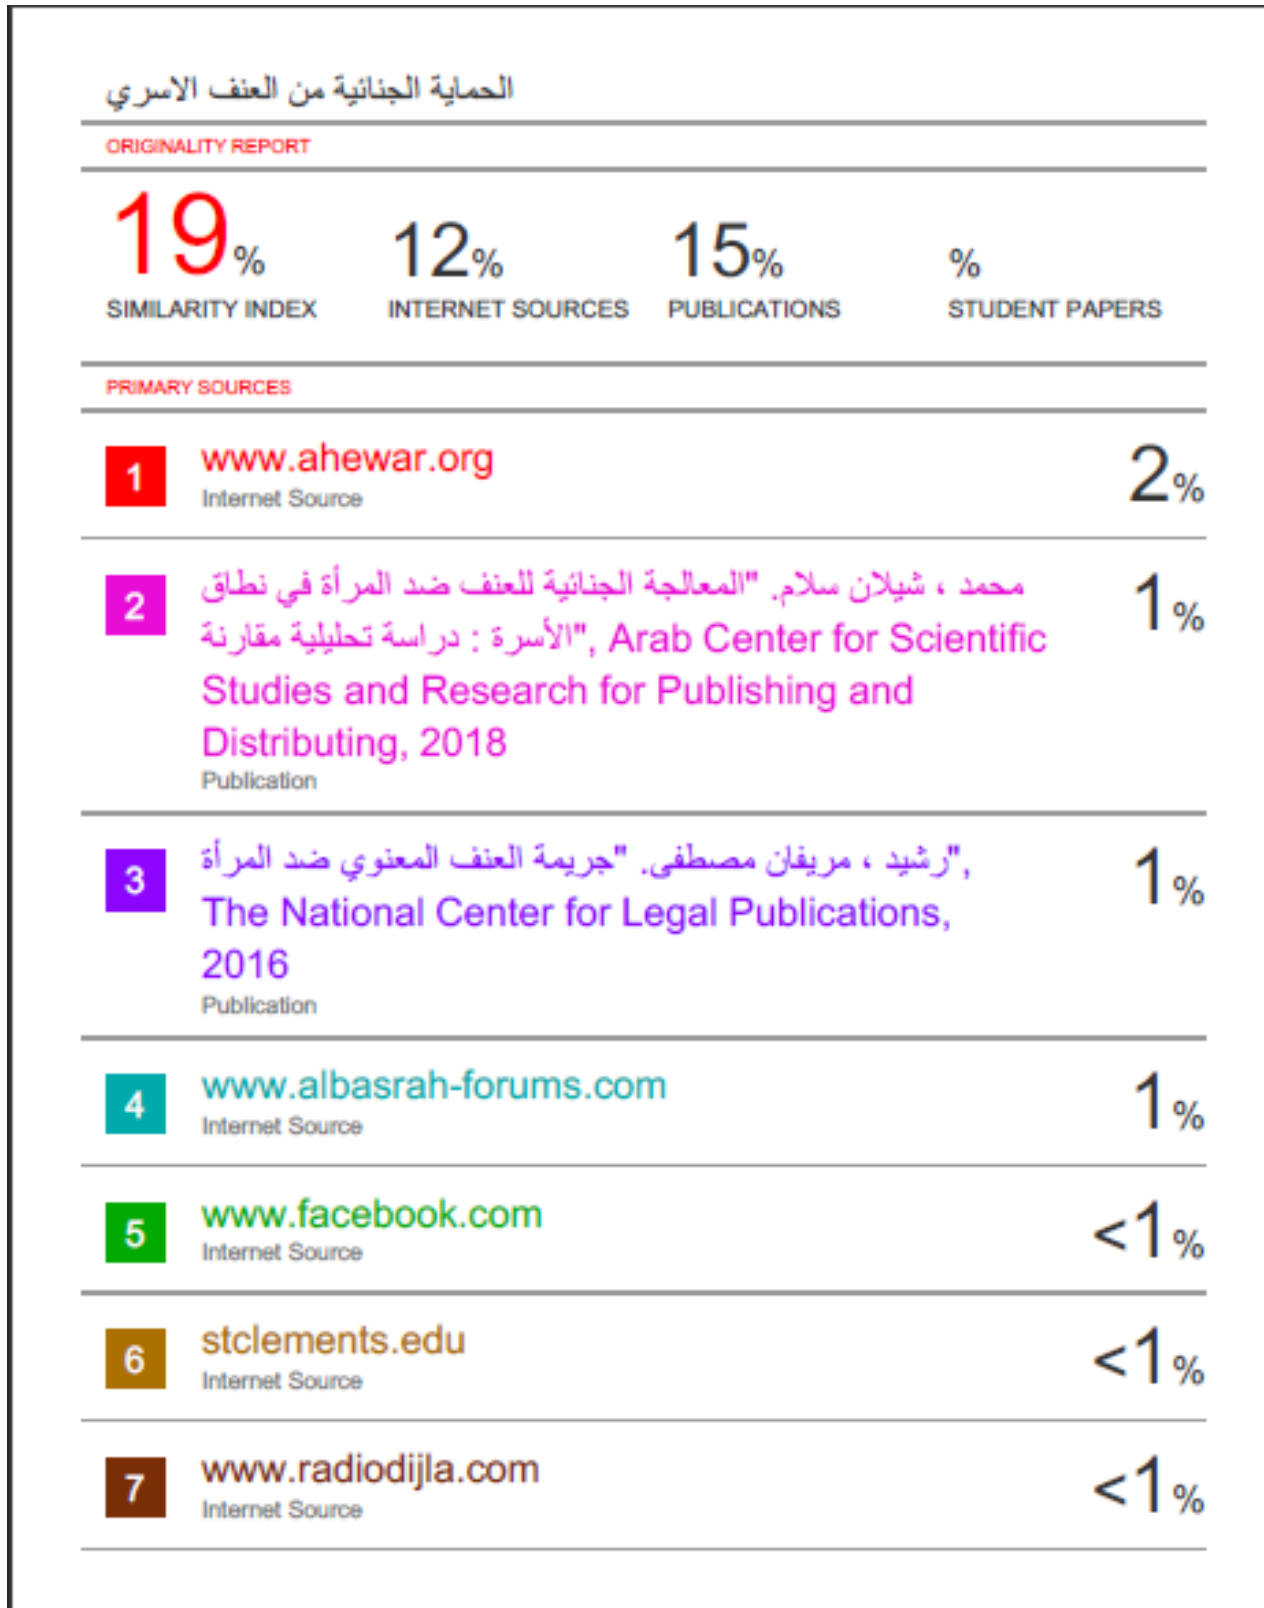 الحماية الجنائية من العنف الاسري
ORIGINALITY REPORT
19% 12% 15% %
SIMILARITY INDEX INTERNET SOURCES PUBLICATIONS STUDENT PAPERS
PRIMARY SOURCES
1 www.ahewar.org 2%
Internet Source
2 محمد ، شيلان سلام. "المعالجة الجنائية للعنف ضد المرأة في نطاق 1%
الأسرة : دراسة تحليلية مقارنة", Arab Center for Scientific
Studies and Research for Publishing and
Distributing, 2018
Publication
3 رشيد ، مريفان مصطفى. "جريمة العنف المعنوي ضد المرأة", 1%
The National Center for Legal Publications,
2016
Publication
4 www.albasrah-forums.com 1%
Internet Source
5 www.facebook.com <1%
Internet Source
6 stclements.edu <1%
Internet Source
7 www.radiodijla.com <1%
Internet Source